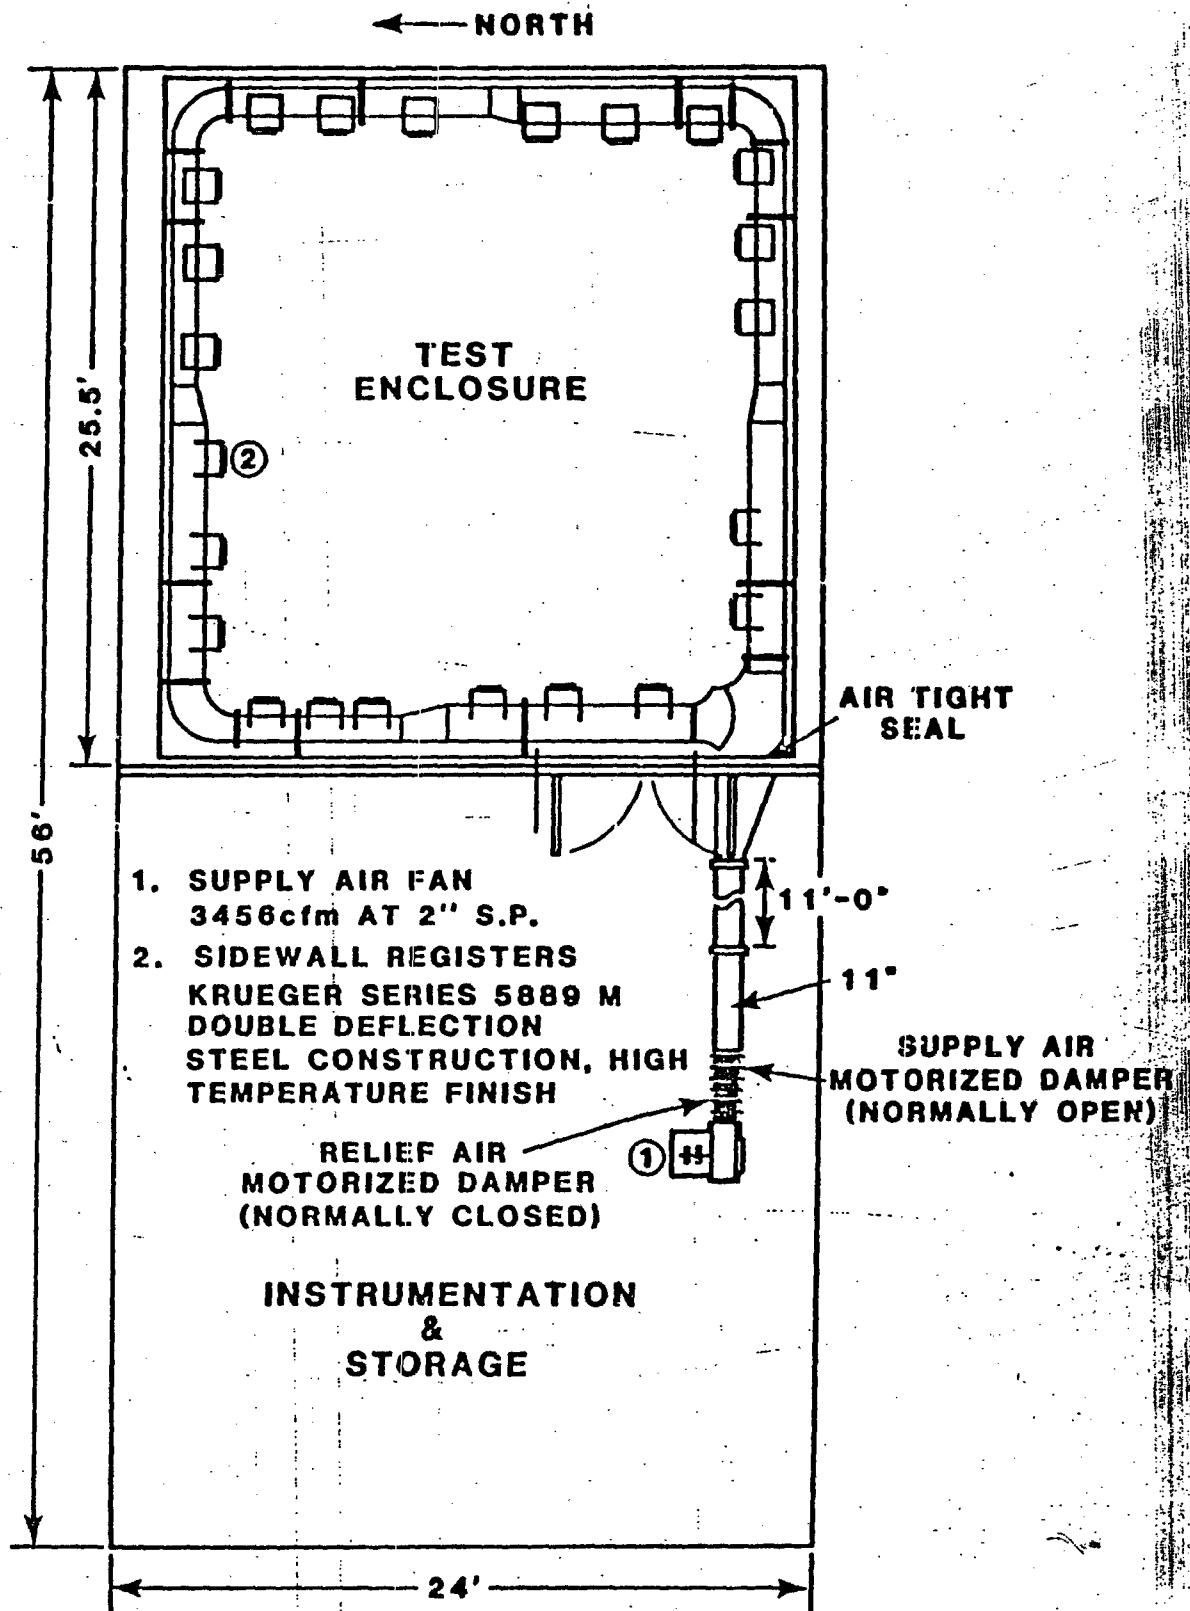 NORTH
25.5'
56'
TEST
ENCLOSURE
2
AIR TIGHT
SEAL
1. SUPPLY AIR FAN
3456cfm AT 2" S.P.
2. SIDEWALL REGISTERS
KRUEGER SERIES 5889 M
DOUBLE DEFLECTION
STEEL CONSTRUCTION, HIGH
TEMPERATURE FINISH
11'-0"
11"
SUPPLY AIR
MOTORIZED DAMPER
(NORMALLY OPEN)
RELIEF AIR
MOTORIZED DAMPER
(NORMALLY CLOSED)
1
INSTRUMENTATION
&
STORAGE
24'